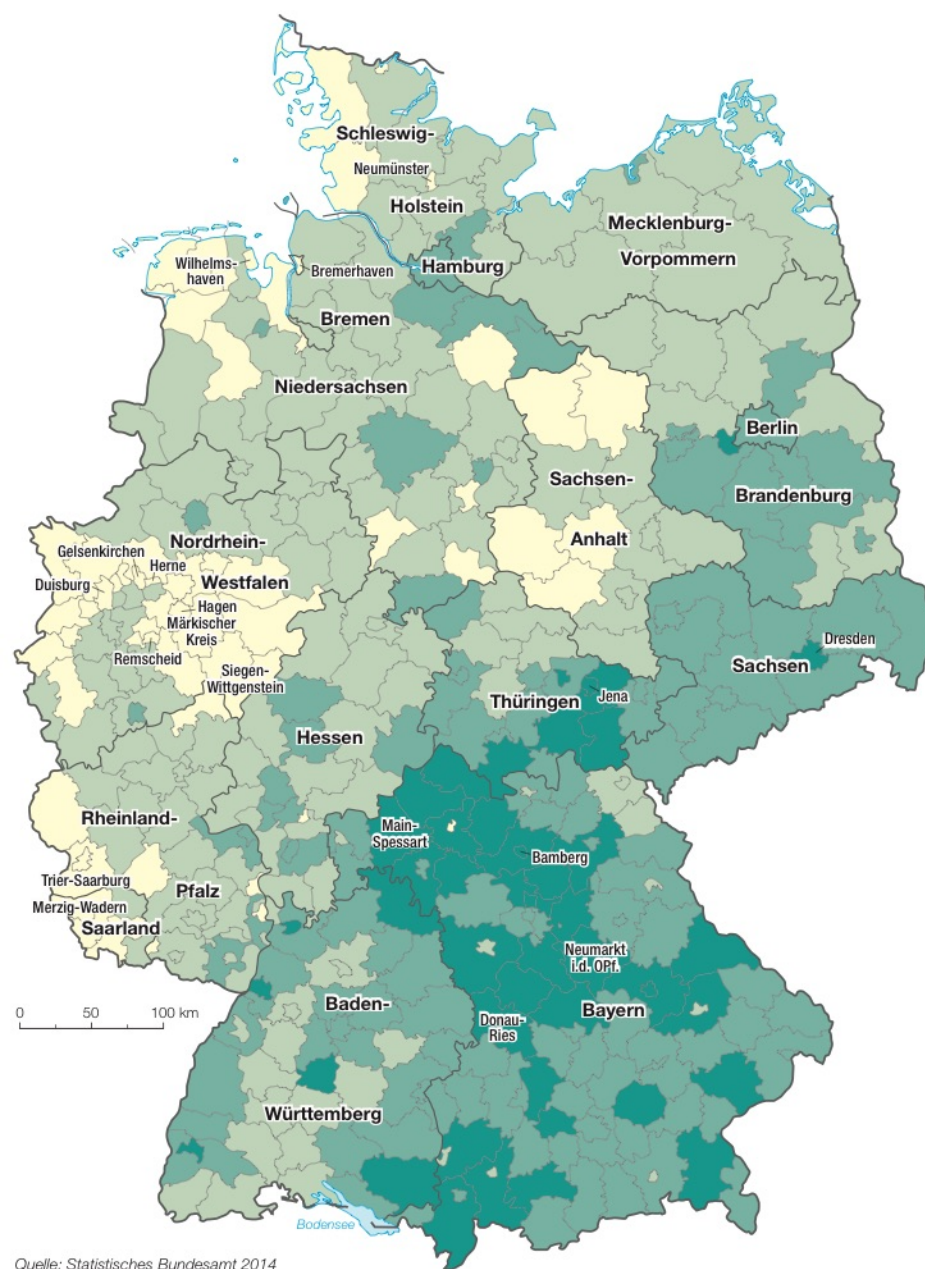 Schleswig-
Neumünster
Holstein
Mecklenburg-
Vorpommern
Wilhelms-
haven
Bremerhaven
Hamburg
Bremen
Niedersachsen
Berlin
Sachsen-
Brandenburg
Nordrhein-
Anhalt
Gelsenkirchen
Herne
Duisburg
Westfalen
Hagen
Märkischer
Kreis
Dresden
Remscheid
Sachsen
Siegen-
Wittgenstein
Thüringen
Jena
Hessen
Rheinland-
Main-
Spessart
Bamberg
Trier-Saarburg
Pfalz
Merzig-Wadern
Saarland
Neumarkt
i.d. OPf.
0 50 100 km
Baden-
Bayern
Donau-
Ries
Württemberg
Bodensee
Quelle: Statistisches Bundesamt 2014